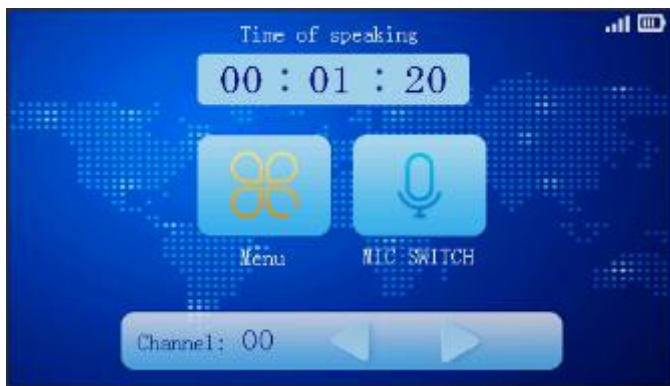 Time of speaking
00 : 01 : 20
Menu
MIC SWITCH
Channel: 00